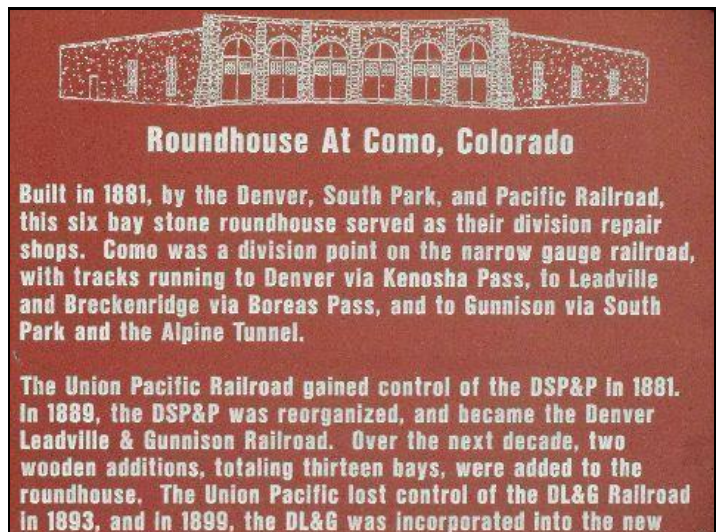 Roundhouse At Como, Colorado
Built in 1881, by the Denver, South Park, and Pacific Railroad,
this six bay stone roundhouse served as their division repair
shops. Como was a division point on the narrow gauge railroad,
with tracks running to Denver via Kenosha Pass, to Leadville
and Breckenridge via Boreas Pass, and to Gunnison via South
Park and the Alpine Tunnel.
The Union Pacific Railroad gained control of the DSP&P in 1881.
In 1889, the DSP&P was reorganized, and became the Denver
Leadville & Gunnison Railroad. Over the next decade, two
wooden additions, totaling thirteen bays, were added to the
roundhouse. The Union Pacific lost control of the DL&G Railroad
in 1893, and in 1899, the DL&G was incorporated into the new